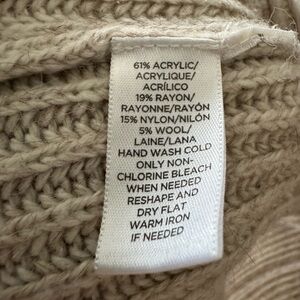 61% ACRYLIC/
ACRYLIQUE/
ACRÍLICO
19% RAYON/
RAYONNE/RAYÓN
15% NYLON/NILÓN
5% WOOL/
LAINE/LANA
HAND WASH COLD
ONLY NON-
CHLORINE BLEACH
WHEN NEEDED
RESHAPE AND
DRY FLAT
WARM IRON
IF NEEDED